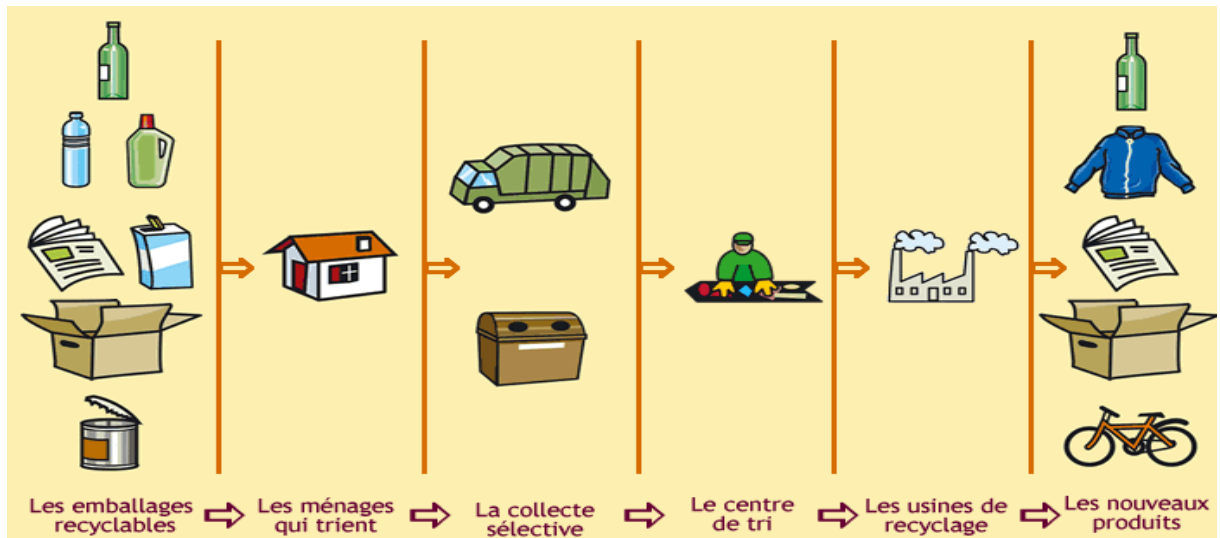 Les emballages
recyclables
Les ménages
qui trient
La collecte
sélective
Le centre
de tri
Les usines de
recyclage
Les nouveaux
produits